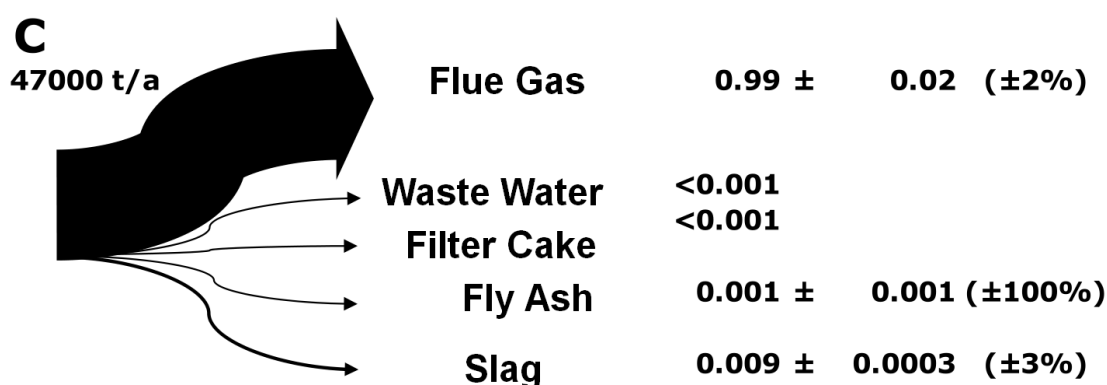 C
47000 t/a
Flue Gas 0.99 ± 0.02 (±2%)
Waste Water <0.001
Filter Cake <0.001
Fly Ash 0.001 ± 0.001 (±100%)
Slag 0.009 ± 0.0003 (±3%)